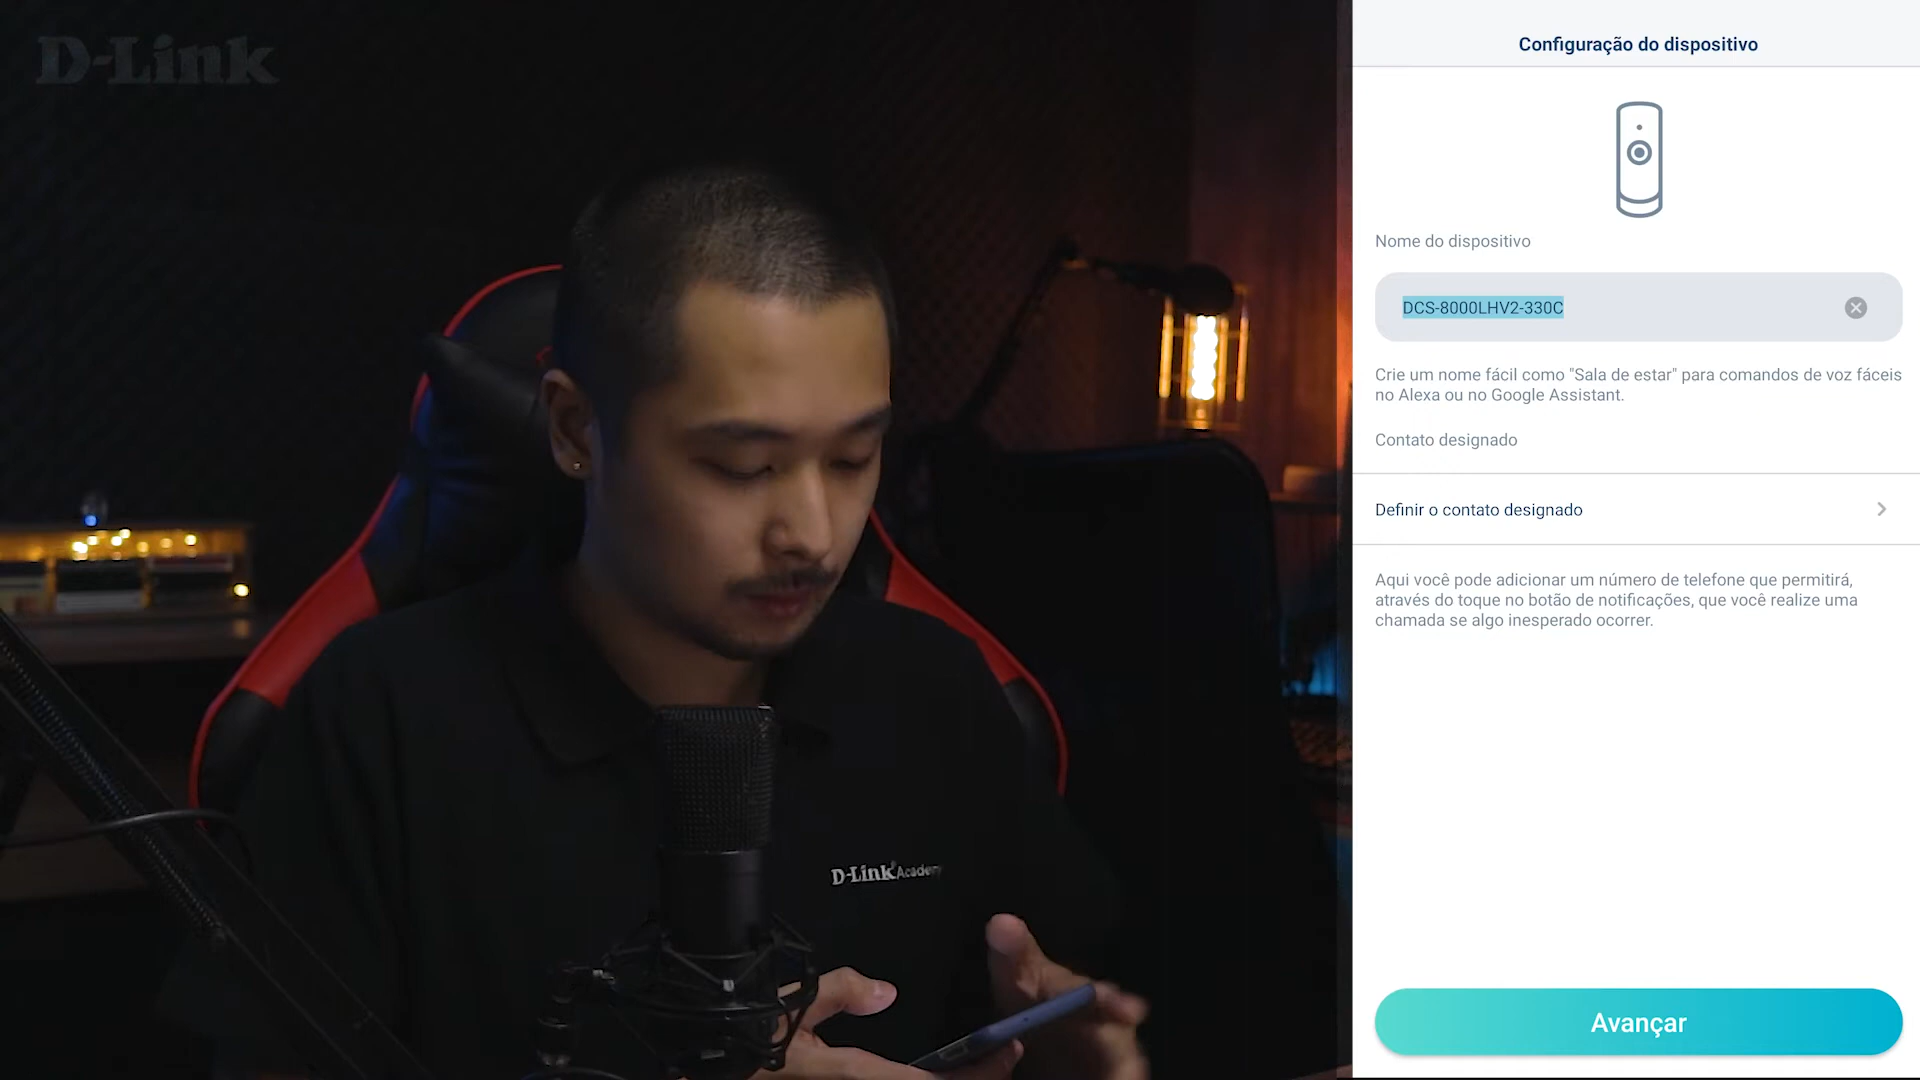 D-Link
D-Link Academy
Configuração do dispositivo
Nome do dispositivo
DCS-8000LHV2-330C
Crie um nome fácil como "Sala de estar" para comandos de voz fáceis
no Alexa ou no Google Assistant.
Contato designado
Definir o contato designado
Aqui você pode adicionar um número de telefone que permitirá,
através do toque no botão de notificações, que você realize uma
chamada se algo inesperado ocorrer.
Avançar